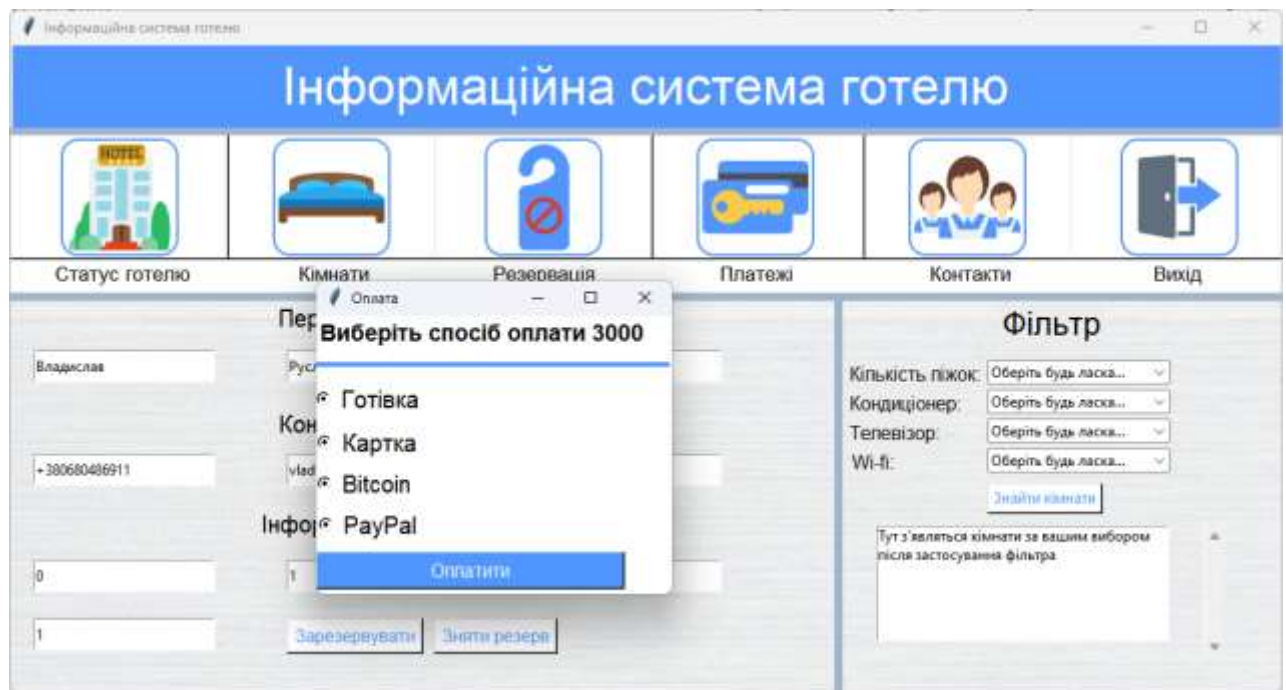 Інформаційна система готелю
Інформаційна система готелю
HOTEL
Статус готелю
Кімнати
Резервація
Платежі
Контакти
Вихід
Оплата
Виберіть спосіб оплати 3000
Готівка
Картка
Bitcoin
PayPal
Оплатити
Владислав
+380680486911
vlad
0
1
1
Зарезервувати
Зняти резерв
Фільтр
Кількість ліжок: Оберіть будь ласка...
Кондиціонер: Оберіть будь ласка...
Телевізор: Оберіть будь ласка...
Wi-fi: Оберіть будь ласка...
Знайти кімнати
Тут з'являться кімнати за вашим вибором
після застосування фільтра